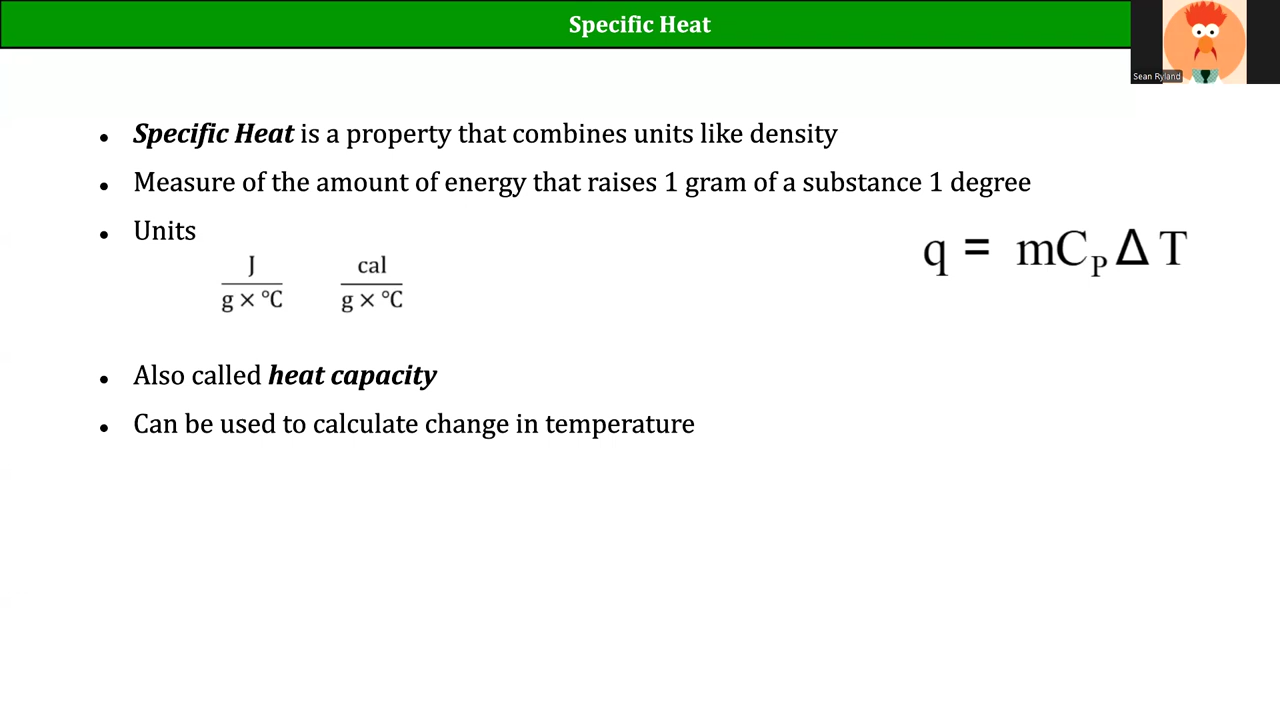 Specific Heat
Sean Ryland
• Specific Heat is a property that combines units like density
• Measure of the amount of energy that raises 1 gram of a substance 1 degree
• Units
J
g × °C
cal
g × °C
q = mCₚ Δ T
• Also called heat capacity
• Can be used to calculate change in temperature